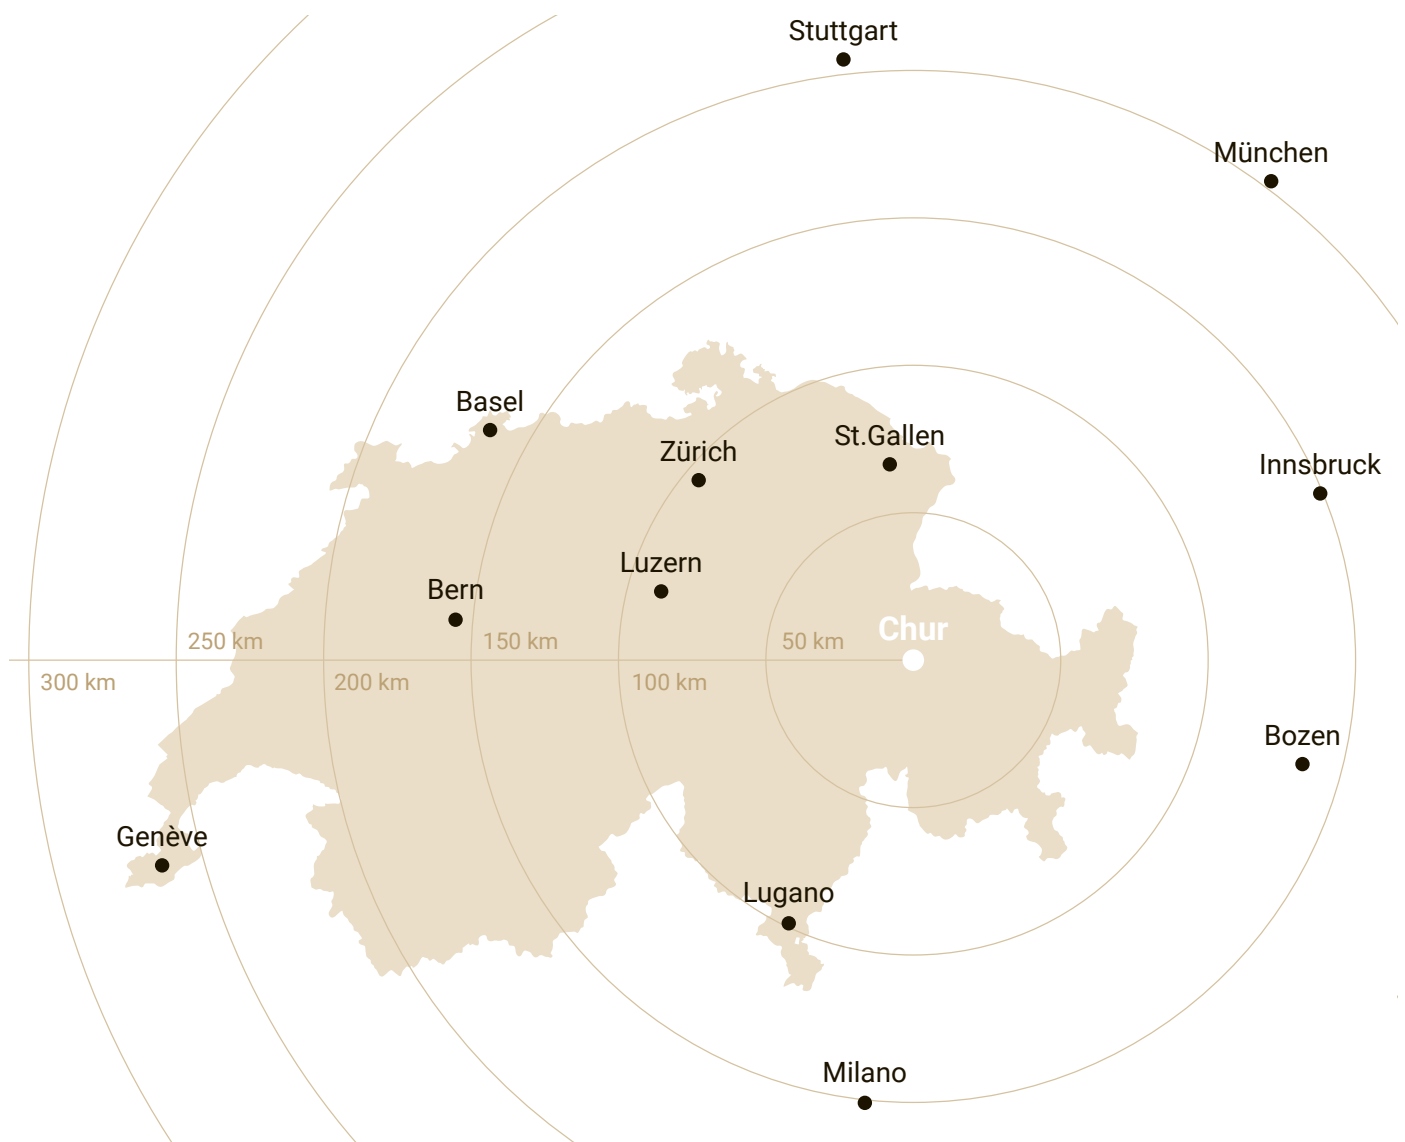 Stuttgart
München
Basel
St.Gallen
Zürich
Innsbruck
Luzern
Bern
Chur
250 km
150 km
50 km
300 km
200 km
100 km
Bozen
Genève
Lugano
Milano